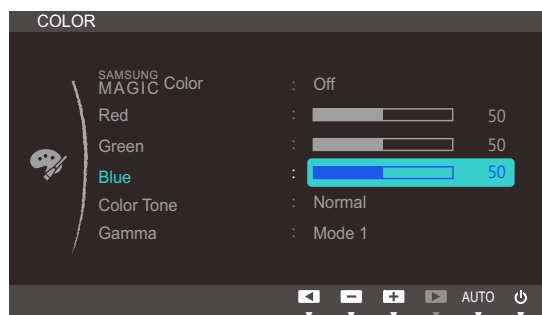 COLOR
SAMSUNG MAGIC Color : Off
Red : 50
Green : 50
Blue : 50
Color Tone : Normal
Gamma : Mode 1
AUTO